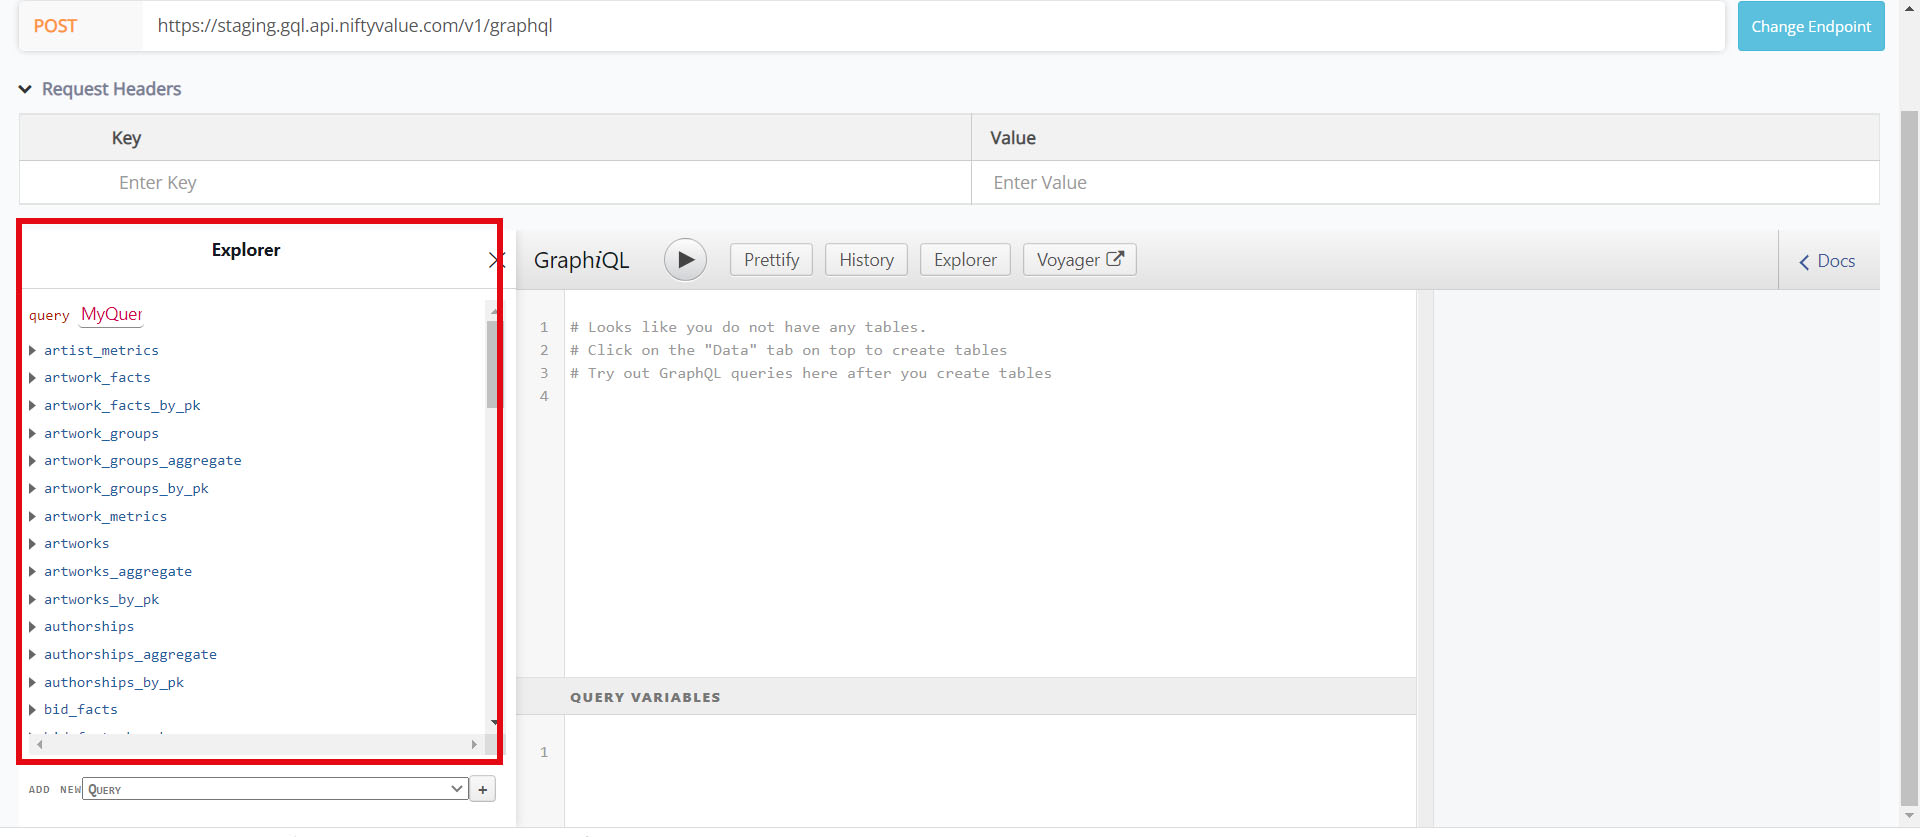 POST https://staging.gql.api.niftyvalue.com/v1/graphql Change Endpoint
Request Headers
Key Value
Enter Key Enter Value
Explorer
query MyQuer
artist_metrics
artwork_facts
artwork_facts_by_pk
artwork_groups
artwork_groups_aggregate
artwork_groups_by_pk
artwork_metrics
artworks
artworks_aggregate
artworks_by_pk
authorships
authorships_aggregate
authorships_by_pk
bid_facts
ADD NEW QUERY +
GraphiQL Prettify History Explorer Voyager Docs
1 # Looks like you do not have any tables.
2 # Click on the "Data" tab on top to create tables
3 # Try out GraphQL queries here after you create tables
4
QUERY VARIABLES
1